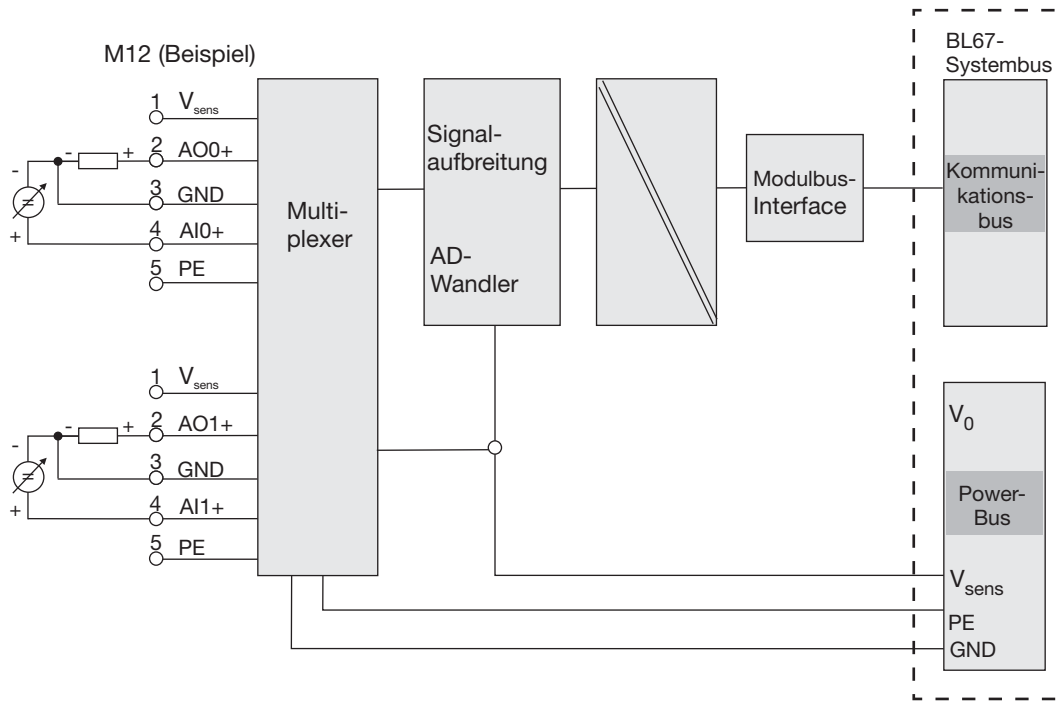 M12 (Beispiel)
1 Vsens
2 AO0+
- +
3 GND
-
+
4 AI0+
5 PE
1 Vsens
2 AO1+
- +
3 GND
-
+
4 AI1+
5 PE
Multi-
plexer
Signal-
aufbreitung
AD-
Wandler
Modulbus-
Interface
BL67-
Systembus
Kommuni-
kations-
bus
V0
Power-
Bus
Vsens
PE
GND